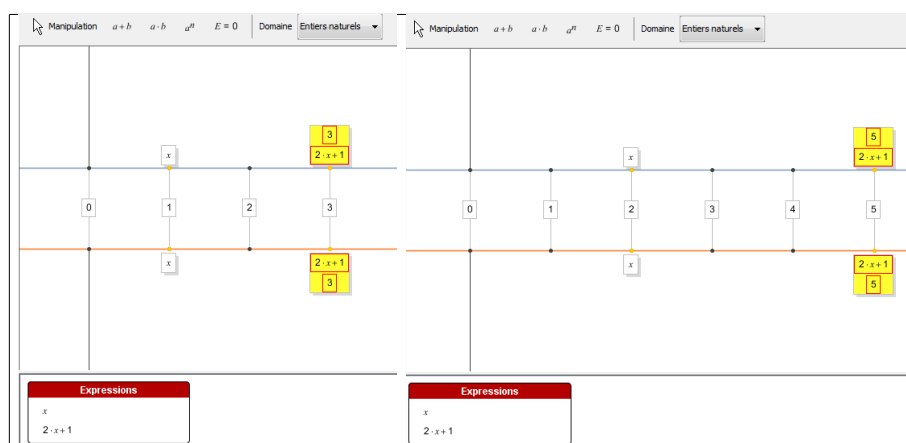 Manipulation a+b a·b aⁿ E = 0 Domaine Entiers naturels
3
2·x+1
x
0 1 2 3
x
2·x+1
3
Expressions
x
2·x+1
Manipulation a+b a·b aⁿ E = 0 Domaine Entiers naturels
5
2·x+1
x
0 1 2 3 4 5
x
2·x+1
5
Expressions
x
2·x+1